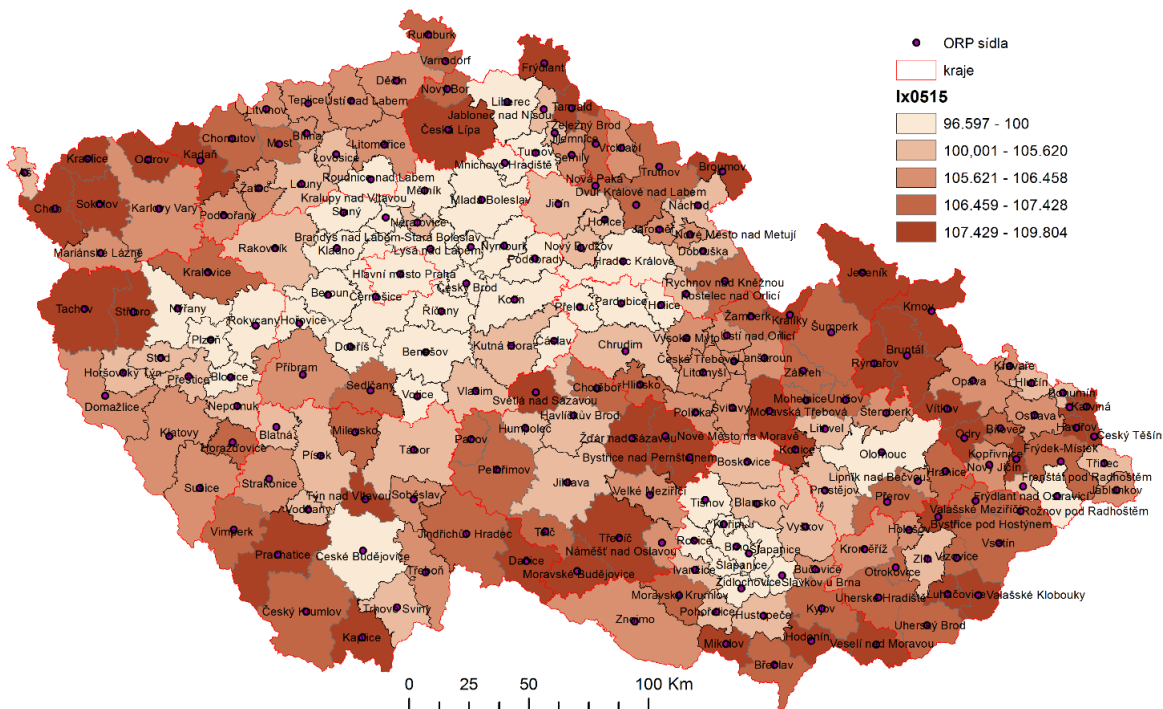 ORP sídla
kraje
Ix0515
96.597 - 100
100,001 - 105.620
105.621 - 106.458
106.459 - 107.428
107.429 - 109.804
Rumburk
Varnsdorf
Frýdlant
Děčín
Nový Bor
Liberec
Teplice
Ústí nad Labem
Litvínov
Jablonec nad Nisou
Tanvald
Česká Lípa
Železný Brod
Chomutov
Most
Bílina
Litoměřice
Turnov
Jilemnice
Semily
Vrchlabí
Kraslice
Ostrov
Kadaň
Lovosice
Mnichovo Hradiště
Trutnov
Broumov
Roudnice nad Labem
Nová Paka
Žatec
Louny
Mělník
Dvůr Králové nad Labem
Cheb
Sokolov
Karlovy Vary
Podbořany
Kralupy nad Vltavou
Mladá Boleslav
Jičín
Náchod
Slaný
Neratovice
Hořice
Jaroměř
Nové Město nad Metují
Mariánské Lázně
Rakovník
Brandýs nad Labem-Stará Boleslav
Nymburk
Nový Bydžov
Dobruška
Kladno
Lysá nad Labem
Poděbrady
Hradec Králové
Kralovice
Hlavní město Praha
Rychnov nad Kněžnou
Jeseník
Český Brod
Kostelec nad Orlicí
Tachov
Stříbro
Nýřany
Beroun
Černošice
Kolín
Přelouč
Pardubice
Holice
Krnov
Rokycany
Hořovice
Říčany
Žamberk
Králíky
Plzeň
Dobříš
Kutná Hora
Čáslav
Chrudim
Vysoké Mýto
Ústí nad Orlicí
Šumperk
Stod
Benešov
Česká Třebová
Lanškroun
Bruntál
Horšovský Týn
Přeštice
Blovice
Příbram
Litomyšl
Zábřeh
Rýmařov
Kravaře
Sedlčany
Votice
Vlašim
Světlá nad Sázavou
Chotěboř
Hlinsko
Opava
Hlučín
Domažlice
Nepomuk
Mohelnice
Uničov
Bohumín
Svitavy
Moravská Třebová
Šternberk
Vítkov
Ostrava
Karviná
Blatná
Havlíčkův Brod
Polička
Klatovy
Milevsko
Humpolec
Litovel
Havířov
Horažďovice
Tábor
Pacov
Žďár nad Sázavou
Nové Město na Moravě
Konice
Odry
Bílovec
Český Těšín
Písek
Bystřice nad Pernštejnem
Olomouc
Kopřivnice
Frýdek-Místek
Pelhřimov
Boskovice
Hranice
Nový Jičín
Třinec
Strakonice
Jihlava
Lipník nad Bečvou
Frenštát pod Radhoštěm
Sušice
Týn nad Vltavou
Soběslav
Velké Meziříčí
Prostějov
Jablunkov
Vodňany
Tišnov
Blansko
Přerov
Valašské Meziříčí
Frýdlant nad Ostravicí
Rožnov pod Radhoštěm
Vimperk
Jindřichův Hradec
Telč
Třebíč
Kuřim
Vyškov
Holešov
Bystřice pod Hostýnem
Prachatice
České Budějovice
Náměšť nad Oslavou
Rosice
Brno
Šlapanice
Kroměříž
Vsetín
Dačice
Moravské Budějovice
Ivančice
Šlapanice
Bučovice
Zlín
Vizovice
Třeboň
Židlochovice
Slavkov u Brna
Otrokovice
Český Krumlov
Trhové Sviny
Moravský Krumlov
Pohořelice
Hustopeče
Kyjov
Uherské Hradiště
Luhačovice
Valašské Klobouky
Znojmo
Uherský Brod
Kaplice
Mikulov
Hodonín
Veselí nad Moravou
Břeclav
0 25 50 100 Km